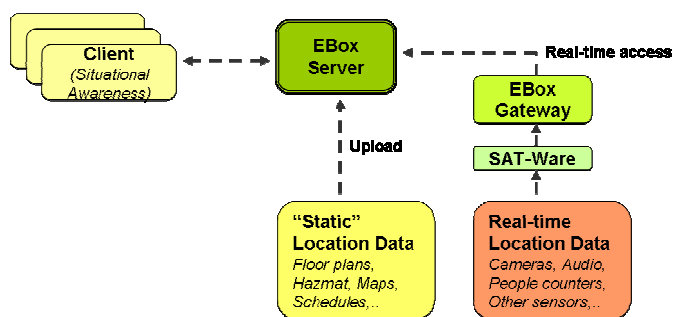 Client
(Situational
Awareness)
EBox
Server
Real-time access
EBox
Gateway
SAT-Ware
Upload
“Static”
Location Data
Floor plans,
Hazmat, Maps,
Schedules,..
Real-time
Location Data
Cameras, Audio,
People counters,
Other sensors,..